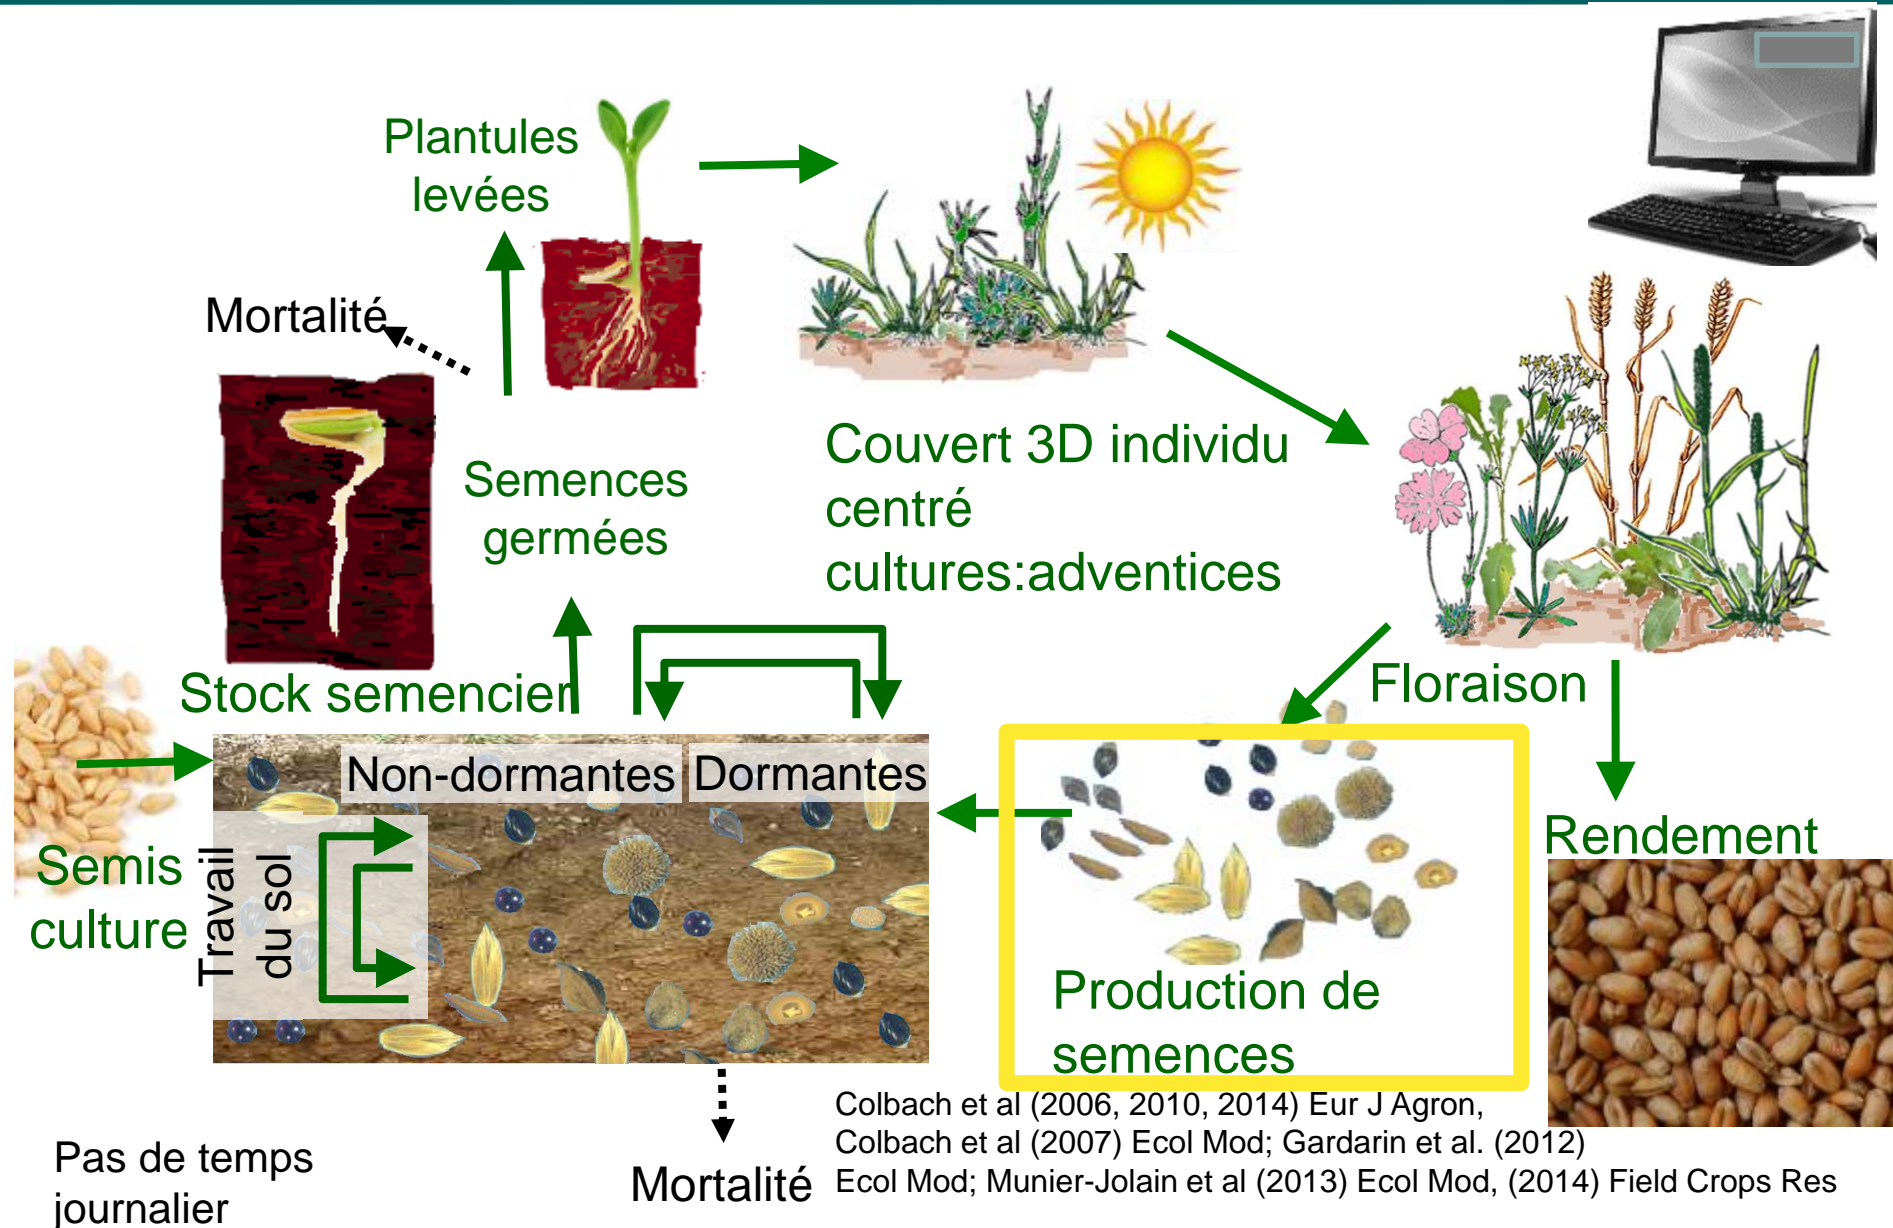 Plantules
levées
Mortalité
Semences
germées
Couvert 3D individu
centré
cultures:adventices
Stock semencier
Floraison
Non-dormantes
Dormantes
Semis
culture
Travail
du sol
Rendement
Production de
semences
Mortalité
Colbach et al (2006, 2010, 2014) Eur J Agron,
Colbach et al (2007) Ecol Mod; Gardarin et al. (2012)
Ecol Mod; Munier-Jolain et al (2013) Ecol Mod, (2014) Field Crops Res
Pas de temps
journalier